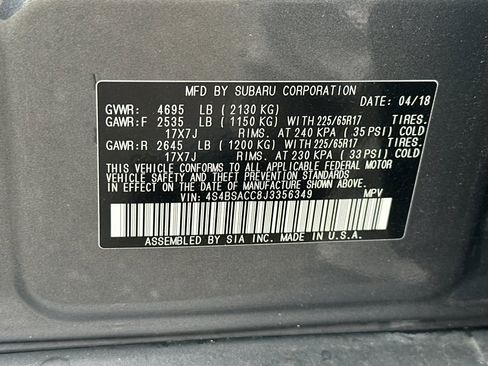 MFD BY SUBARU CORPORATION
GVWR: 4695 LB (2130 KG) DATE: 04/18
GAWR:F 2535 LB (1150 KG) WITH 225/65R17 TIRES.
17X7J RIMS. AT 240 KPA (35 PSI) COLD
GAWR:R 2645 LB (1200 KG) WITH 225/65R17 TIRES.
17X7J RIMS. AT 230 KPA (33 PSI) COLD
THIS VEHICLE CONFORMS TO ALL APPLICABLE FEDERAL MOTOR
VEHICLE SAFETY AND THEFT PREVENTION STANDARDS IN
EFFECT ON THE DATE OF MANUFACTURE SHOWN ABOVE.
VIN: 4S4BSACC8J3356349 MPV
ASSEMBLED BY SIA INC. MADE IN U.S.A.